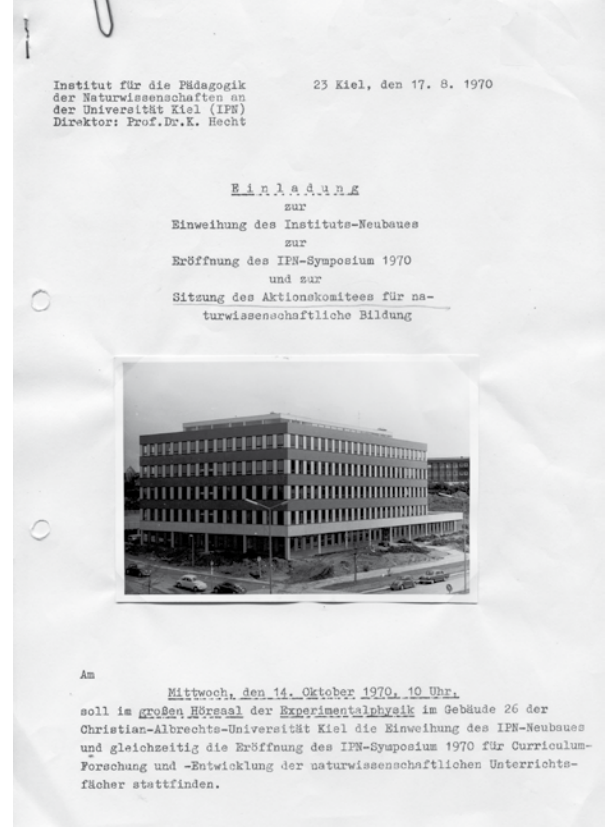 Institut für die Pädagogik
der Naturwissenschaften an
der Universität Kiel (IPN)
Direktor: Prof.Dr.K. Hecht
23 Kiel, den 17. 8. 1970
Einladung
zur
Einweihung des Instituts-Neubaues
zur
Eröffnung des IPN-Symposium 1970
und zur
Sitzung des Aktionskomitees für na-
turwissenschaftliche Bildung
Am
Mittwoch, den 14. Oktober 1970, 10 Uhr,
soll im großen Hörsaal der Experimentalphysik im Gebäude 26 der
Christian-Albrechts-Universität Kiel die Einweihung des IPN-Neubaues
und gleichzeitig die Eröffnung des IPN-Symposium 1970 für Curriculum-
Forschung und -Entwicklung der naturwissenschaftlichen Unterrichts-
fächer stattfinden.